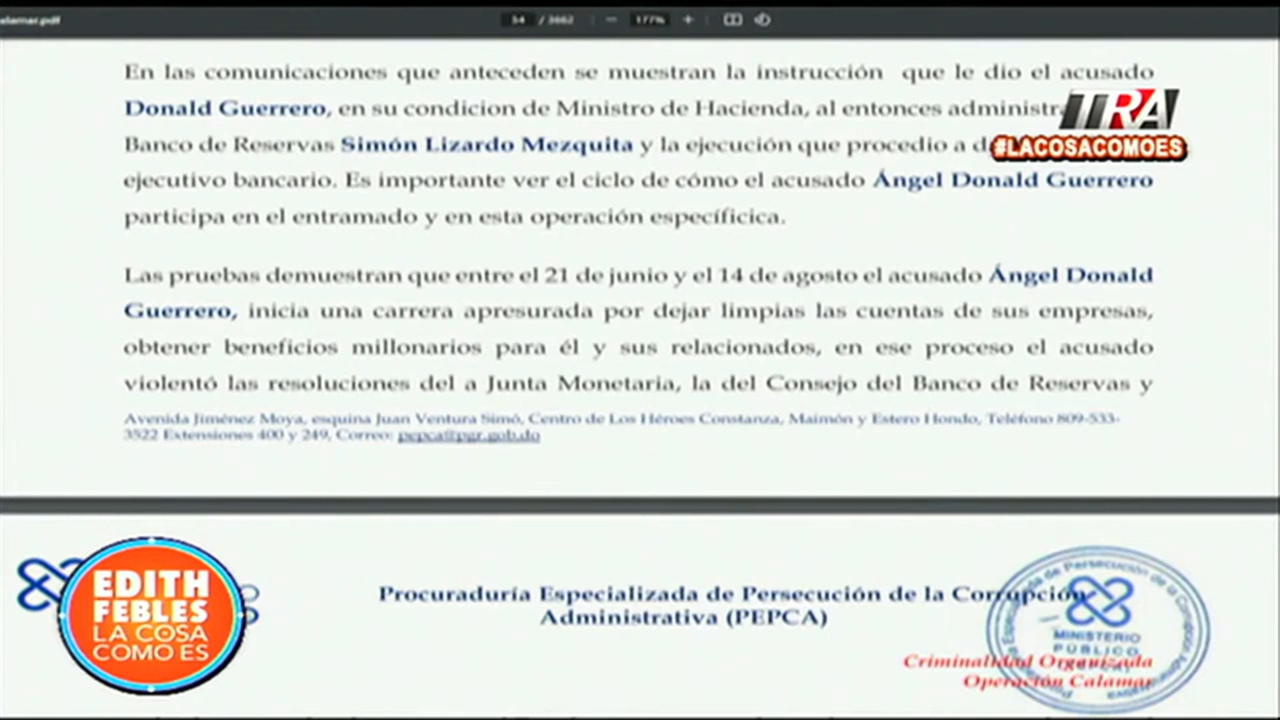 alamar.pdf
54 / 3662
177%
En las comunicaciones que anteceden se muestran la instrucción que le dio el acusado
Donald Guerrero, en su condicion de Ministro de Hacienda, al entonces administra
TRA
Banco de Reservas Simón Lizardo Mezquita y la ejecución que procedio a d
#LACOSACOMOES
ejecutivo bancario. Es importante ver el ciclo de cómo el acusado Ángel Donald Guerrero
participa en el entramado y en esta operación específicica.
Las pruebas demuestran que entre el 21 de junio y el 14 de agosto el acusado Ángel Donald
Guerrero, inicia una carrera apresurada por dejar limpias las cuentas de sus empresas,
obtener beneficios millonarios para él y sus relacionados, en ese proceso el acusado
violentó las resoluciones del a Junta Monetaria, la del Consejo del Banco de Reservas y
Avenida Jiménez Moya, esquina Juan Ventura Simó, Centro de Los Héroes Constanza, Maimón y Estero Hondo, Teléfono 809-533-
3522 Extensiones 400 y 249, Correo: pepca@pgr.gob.do
EDITH
FEBLES
LA COSA
COMO ES
Procuraduría Especializada de Persecución de la Corrupción
Administrativa (PEPCA)
MINISTERIO
PÚBLICO
Criminalidad Organizada
Operación Calamar